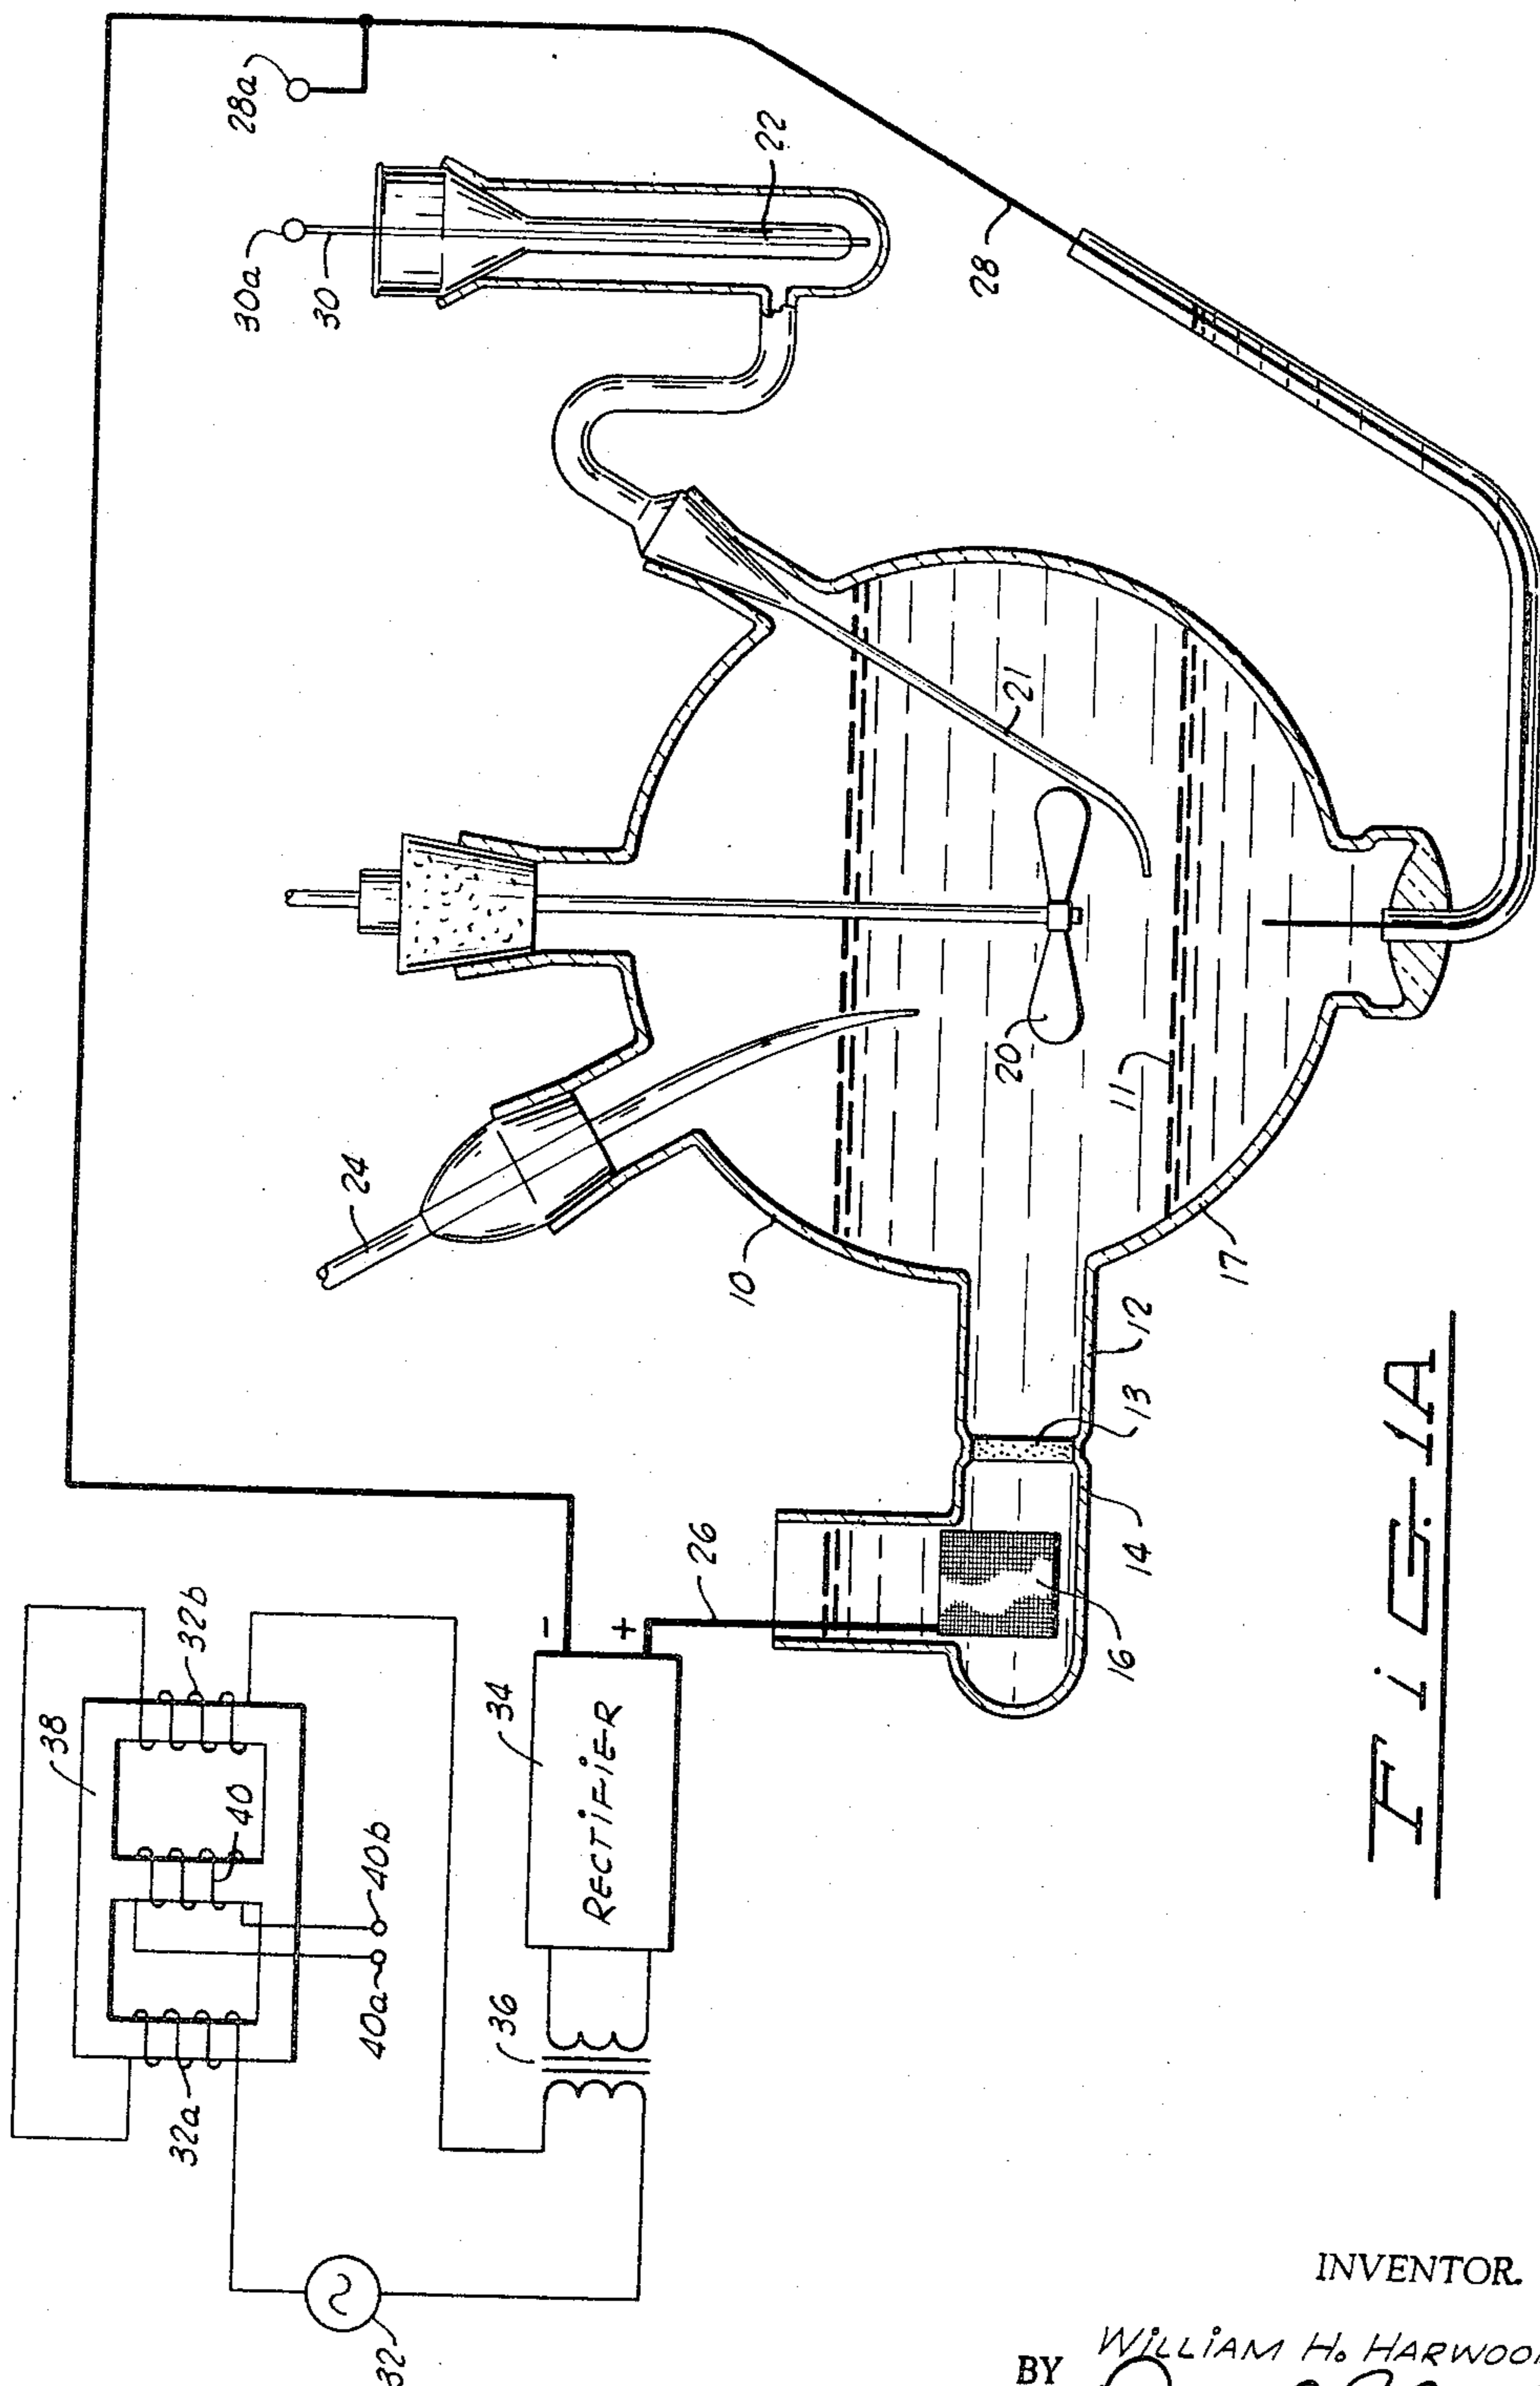 28a
30a
30
22
28
21
20
11
24
10
17
12
13
14
16
26
–
+
34
RECTIFIER
36
38
32b
40
40b
40a
32a
32
FiG.-1A
INVENTOR.
BY
WiLLiAM H.